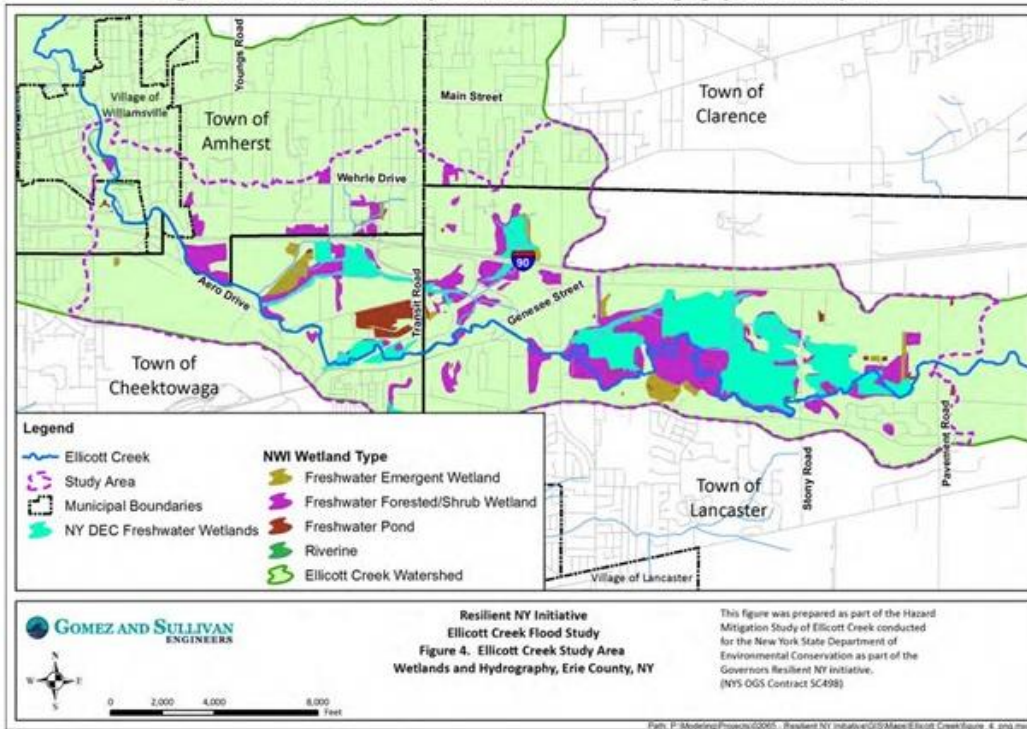 Youngs Road
Village of
Williamsville
Town of
Amherst
Main Street
Town of
Clarence
Wehrle Drive
Aero Drive
Transit Road
Genesee Street
90
Town of
Cheektowaga
Stony Road
Pavement Road
Town of
Lancaster
Village of Lancaster
Legend
Ellicott Creek
Study Area
Municipal Boundaries
NY DEC Freshwater Wetlands
NWI Wetland Type
Freshwater Emergent Wetland
Freshwater Forested/Shrub Wetland
Freshwater Pond
Riverine
Ellicott Creek Watershed
GOMEZ AND SULLIVAN
ENGINEERS
N
W E
S
0 2,000 4,000 8,000
Feet
Resilient NY Initiative
Ellicott Creek Flood Study
Figure 4. Ellicott Creek Study Area
Wetlands and Hydrography, Erie County, NY
This figure was prepared as part of the Hazard
Mitigation Study of Ellicott Creek conducted
for the New York State Department of
Environmental Conservation as part of the
Governors Resilient NY initiative.
(NYS OGS Contract SC498)